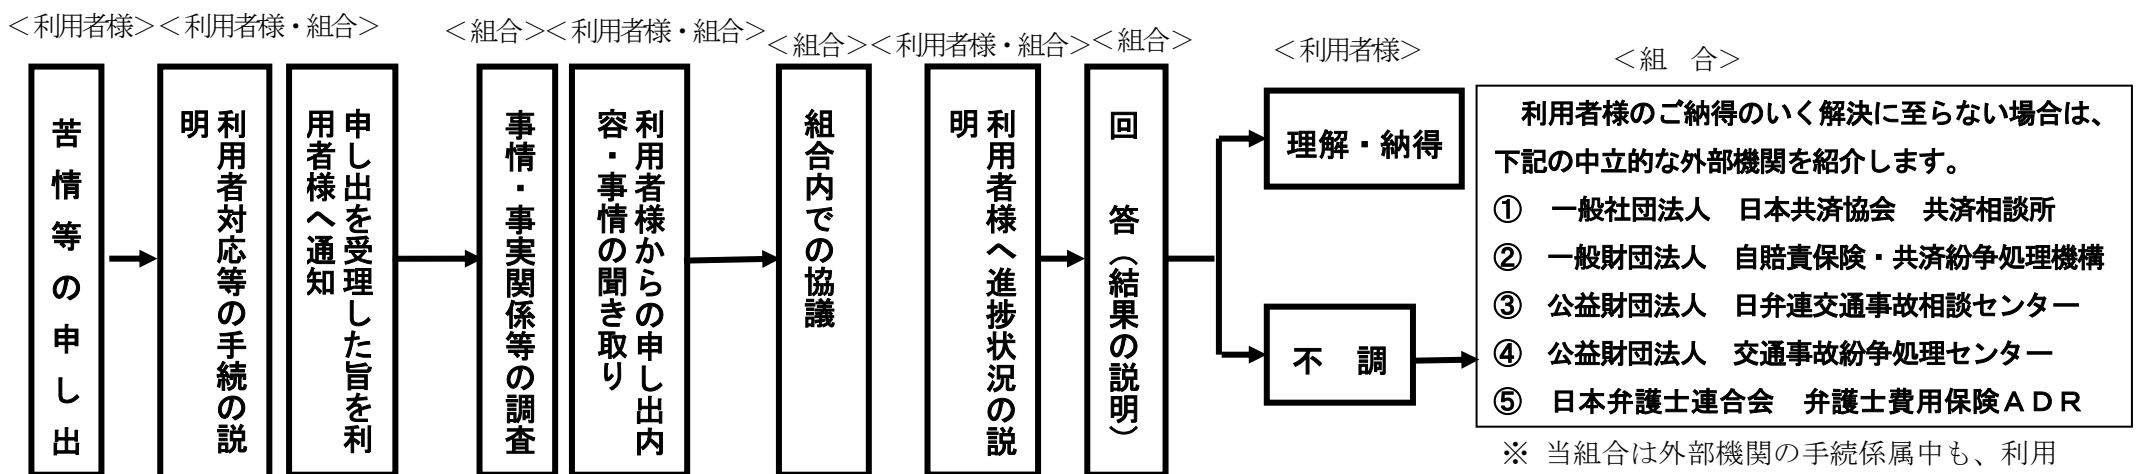 ＜利用者様＞＜利用者様・組合＞
＜組合＞＜利用者様・組合＞
＜組合＞＜利用者様・組合＞＜組合＞
＜利用者様＞
＜組　合＞
苦情等の申し出
利用者対応等の手続の説
明
申し出を受理した旨を利
用者様へ通知
事情・事実関係等の調査
利用者様からの申し出内
容・事情の聞き取り
組合内での協議
利用者様へ進捗状況の説
明
回　答（結果の説明）
理解・納得
不　調
利用者様のご納得のいく解決に至らない場合は、
下記の中立的な外部機関を紹介します。
①　一般社団法人　日本共済協会　共済相談所
②　一般財団法人　自賠責保険・共済紛争処理機構
③　公益財団法人　日弁連交通事故相談センター
④　公益財団法人　交通事故紛争処理センター
⑤　日本弁護士連合会　弁護士費用保険ＡＤＲ
※ 当組合は外部機関の手続係属中も、利用